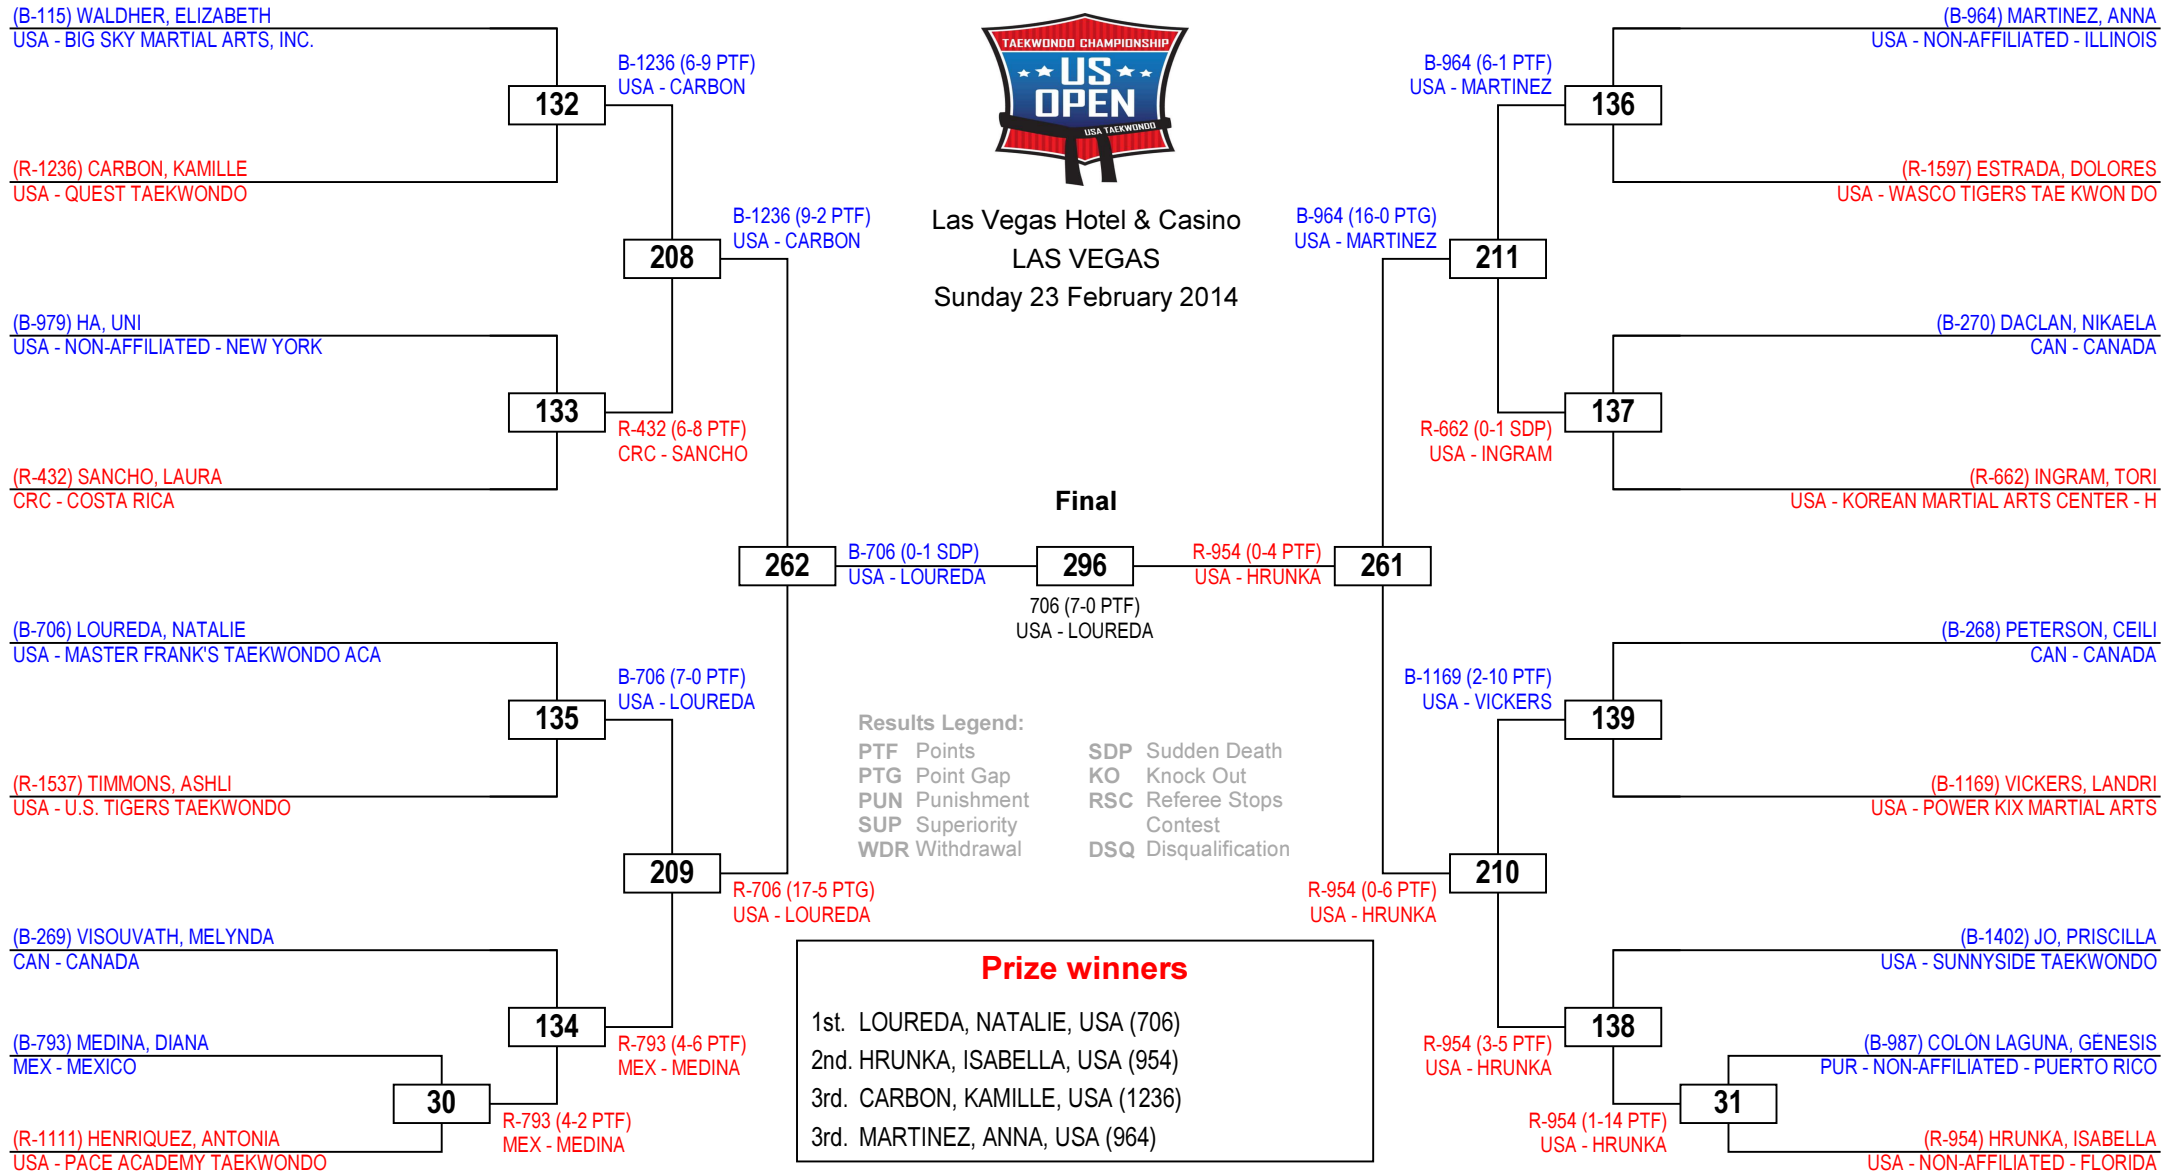 (B-115) WALDHER, ELIZABETH
USA - BIG SKY MARTIAL ARTS, INC.
132
B-1236 (6-9 PTF)
USA - CARBON
(R-1236) CARBON, KAMILLE
USA - QUEST TAEKWONDO
208
B-1236 (9-2 PTF)
USA - CARBON
(B-979) HA, UNI
USA - NON-AFFILIATED - NEW YORK
133
R-432 (6-8 PTF)
CRC - SANCHO
(R-432) SANCHO, LAURA
CRC - COSTA RICA
262
B-706 (0-1 SDP)
USA - LOUREDA
(B-706) LOUREDA, NATALIE
USA - MASTER FRANK'S TAEKWONDO ACA
135
B-706 (7-0 PTF)
USA - LOUREDA
(R-1537) TIMMONS, ASHLI
USA - U.S. TIGERS TAEKWONDO
209
R-706 (17-5 PTG)
USA - LOUREDA
(B-269) VISOUVATH, MELYNDA
CAN - CANADA
134
R-793 (4-6 PTF)
MEX - MEDINA
(B-793) MEDINA, DIANA
MEX - MEXICO
30
R-793 (4-2 PTF)
MEX - MEDINA
(R-1111) HENRIQUEZ, ANTONIA
USA - PACE ACADEMY TAEKWONDO
TAEKWONDO CHAMPIONSHIP
US
OPEN
USA TAEKWONDO
Las Vegas Hotel & Casino
LAS VEGAS
Sunday 23 February 2014
Final
296
706 (7-0 PTF)
USA - LOUREDA
Results Legend:
PTF Points
SDP Sudden Death
PTG Point Gap
KO Knock Out
PUN Punishment
RSC Referee Stops
SUP Superiority
Contest
WDR Withdrawal
DSQ Disqualification
Prize winners
1st. LOUREDA, NATALIE, USA (706)
2nd. HRUNKA, ISABELLA, USA (954)
3rd. CARBON, KAMILLE, USA (1236)
3rd. MARTINEZ, ANNA, USA (964)
(B-964) MARTINEZ, ANNA
USA - NON-AFFILIATED - ILLINOIS
B-964 (6-1 PTF)
USA - MARTINEZ
136
(R-1597) ESTRADA, DOLORES
USA - WASCO TIGERS TAE KWON DO
B-964 (16-0 PTG)
USA - MARTINEZ
211
(B-270) DACLAN, NIKAELA
CAN - CANADA
137
R-662 (0-1 SDP)
USA - INGRAM
(R-662) INGRAM, TORI
USA - KOREAN MARTIAL ARTS CENTER - H
R-954 (0-4 PTF)
USA - HRUNKA
261
(B-268) PETERSON, CEILI
CAN - CANADA
B-1169 (2-10 PTF)
USA - VICKERS
139
(B-1169) VICKERS, LANDRI
USA - POWER KIX MARTIAL ARTS
210
R-954 (0-6 PTF)
USA - HRUNKA
(B-1402) JO, PRISCILLA
USA - SUNNYSIDE TAEKWONDO
138
R-954 (3-5 PTF)
USA - HRUNKA
(B-987) COLÓN LAGUNA, GÉNESIS
PUR - NON-AFFILIATED - PUERTO RICO
31
R-954 (1-14 PTF)
USA - HRUNKA
(R-954) HRUNKA, ISABELLA
USA - NON-AFFILIATED - FLORIDA